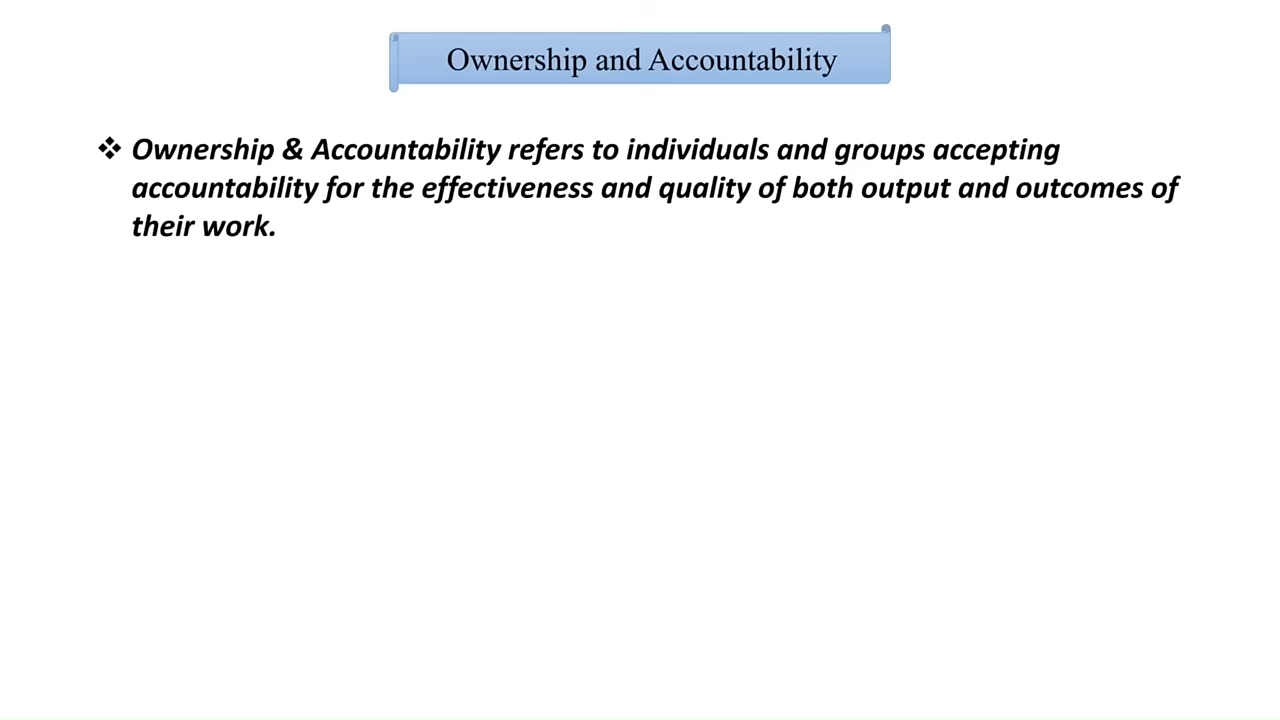 Ownership and Accountability
❖ Ownership & Accountability refers to individuals and groups accepting
accountability for the effectiveness and quality of both output and outcomes of
their work.